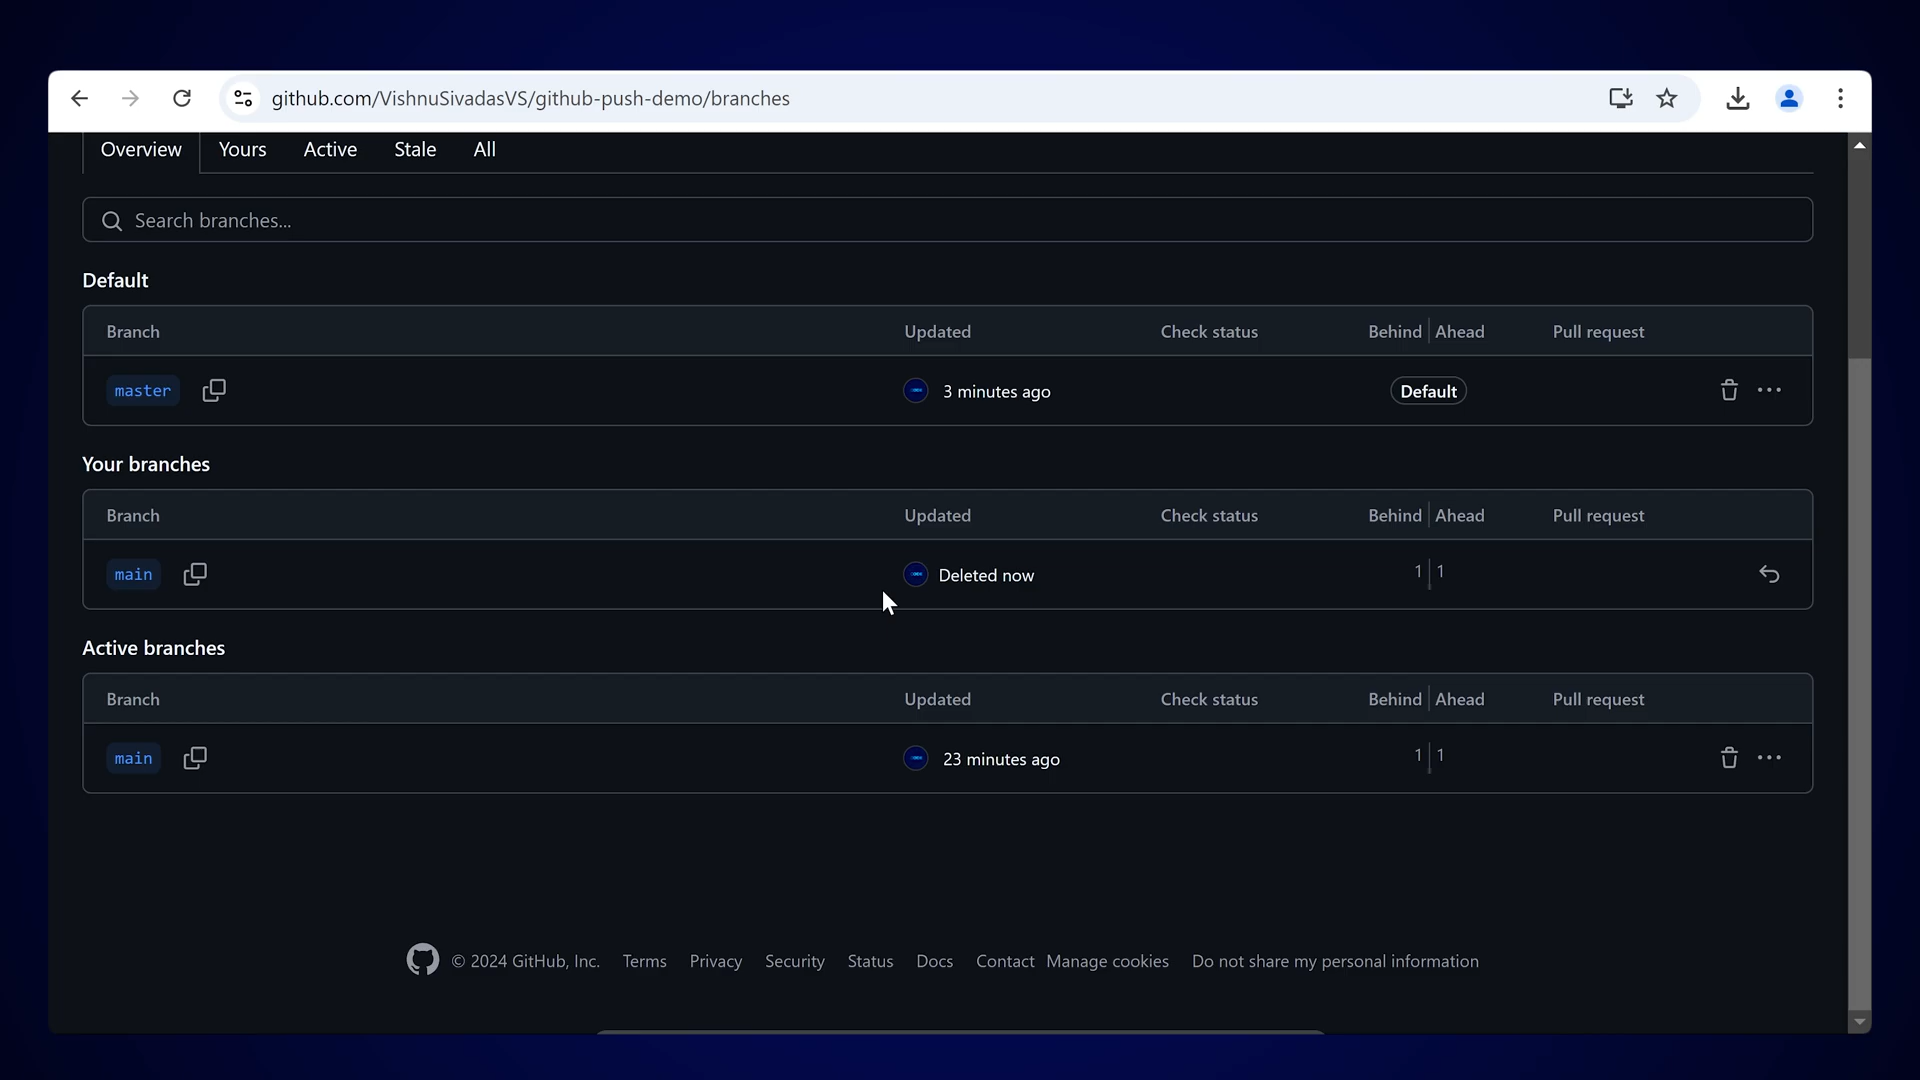 github.com/VishnuSivadasVS/github-push-demo/branches
Overview Yours Active Stale All
Search branches...
Default
Branch Updated Check status Behind Ahead Pull request
master 3 minutes ago Default
Your branches
Branch Updated Check status Behind Ahead Pull request
main Deleted now 1 1
Active branches
Branch Updated Check status Behind Ahead Pull request
main 23 minutes ago 1 1
© 2024 GitHub, Inc. Terms Privacy Security Status Docs Contact Manage cookies Do not share my personal information